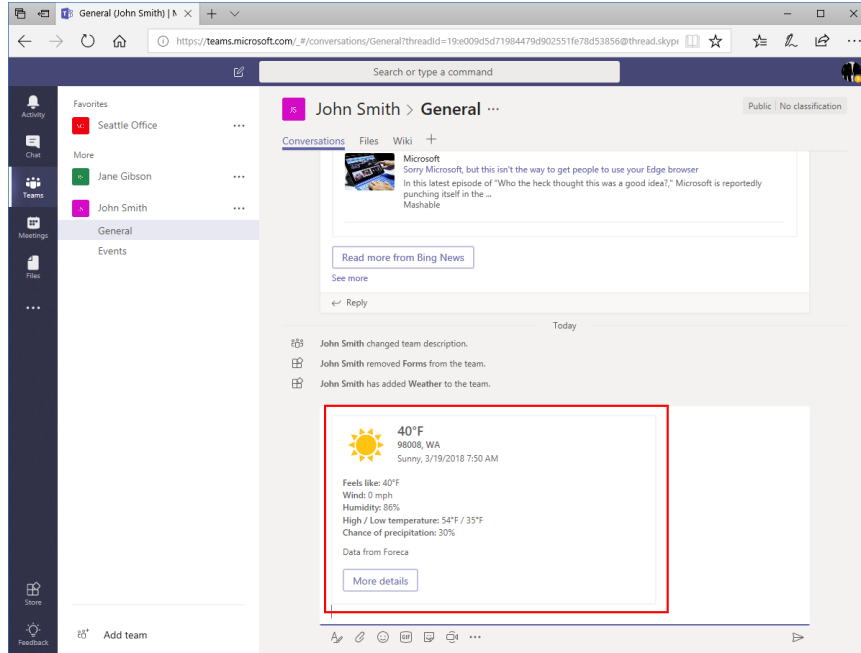 General (John Smith) | M
https://teams.microsoft.com/_#/conversations/General?threadId=19:e009d5d71984479d902551fe78d53856@thread.skype
Search or type a command
Activity
Chat
Teams
Meetings
Files
Store
Feedback
Favorites
Seattle Office
More
Jane Gibson
John Smith
General
Events
Add team
JS
John Smith > General
Public | No classification
Conversations Files Wiki
Microsoft
Sorry Microsoft, but this isn't the way to get people to use your Edge browser
In this latest episode of "Who the heck thought this was a good idea?," Microsoft is reportedly
punching itself in the ...
Mashable
Read more from Bing News
See more
Reply
Today
John Smith changed team description.
John Smith removed Forms from the team.
John Smith has added Weather to the team.
40°F
98008, WA
Sunny, 3/19/2018 7:50 AM
Feels like: 40°F
Wind: 0 mph
Humidity: 86%
High / Low temperature: 54°F / 35°F
Chance of precipitation: 30%
Data from Foreca
More details
GIF